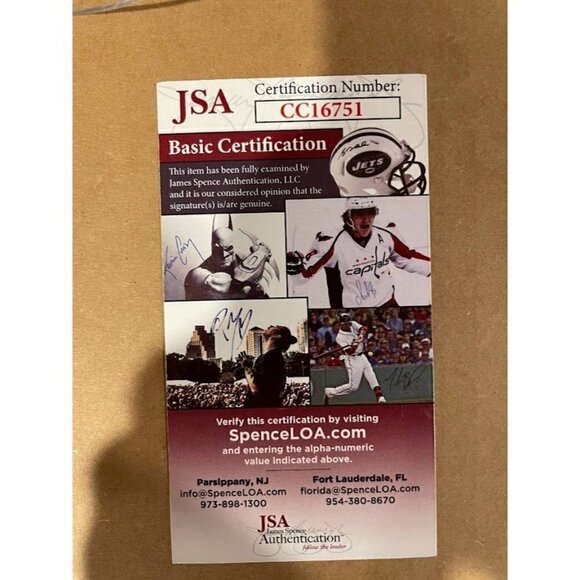 JSA
Certification Number:
CC16751
Basic Certification
This item has been fully examined by
James Spence Authentication, LLC
and it is our considered opinion that the
signature(s) is/are genuine.
JETS
A
capitals
Verify this certification by visiting
SpenceLOA.com
and entering the alpha-numeric
value indicated above.
Parsippany, NJ
info@SpenceLOA.com
973-898-1300
Fort Lauderdale, FL
florida@SpenceLOA.com
954-380-8670
JSA
James Spence
Authentication
follow the leader